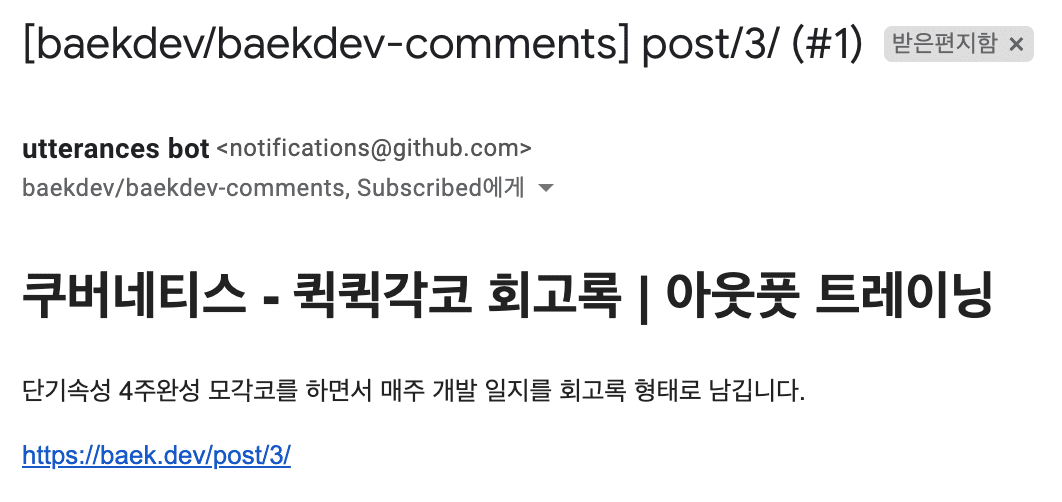 [baekdev/baekdev-comments] post/3/ (#1) 받은편지함 ×
utterances bot <notifications@github.com>
baekdev/baekdev-comments, Subscribed에게
쿠버네티스 - 퀵퀵각코 회고록 | 아웃풋 트레이닝
단기속성 4주완성 모각코를 하면서 매주 개발 일지를 회고록 형태로 남깁니다.
https://baek.dev/post/3/